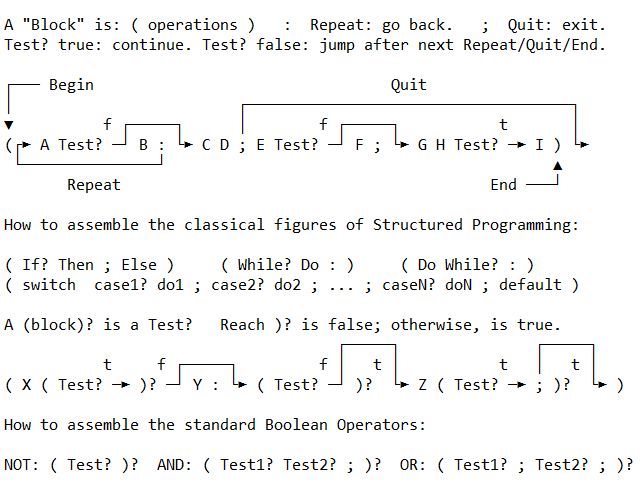 A "Block" is: ( operations ) : Repeat: go back. ; Quit: exit.
Test? true: continue. Test? false: jump after next Repeat/Quit/End.
Begin Quit
f f t
( A Test? B : C D ; E Test? F ; G H Test? I )
Repeat End
How to assemble the classical figures of Structured Programming:
( If? Then ; Else ) ( While? Do : ) ( Do While? : )
( switch case1? do1 ; case2? do2 ; ... ; caseN? doN ; default )
A (block)? is a Test? Reach )? is false; otherwise, is true.
t f f t t t
( X ( Test? )? Y : ( Test? )? Z ( Test? ; )? )
How to assemble the standard Boolean Operators:
NOT: ( Test? )? AND: ( Test1? Test2? ; )? OR: ( Test1? ; Test2? ; )?